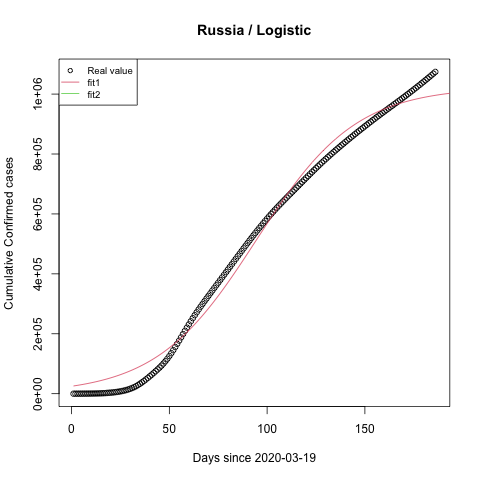 Russia / Logistic
Real value
fit1
fit2
Cumulative Confirmed cases
1e+06
8e+05
6e+05
4e+05
2e+05
0e+00
0 50 100 150
Days since 2020-03-19